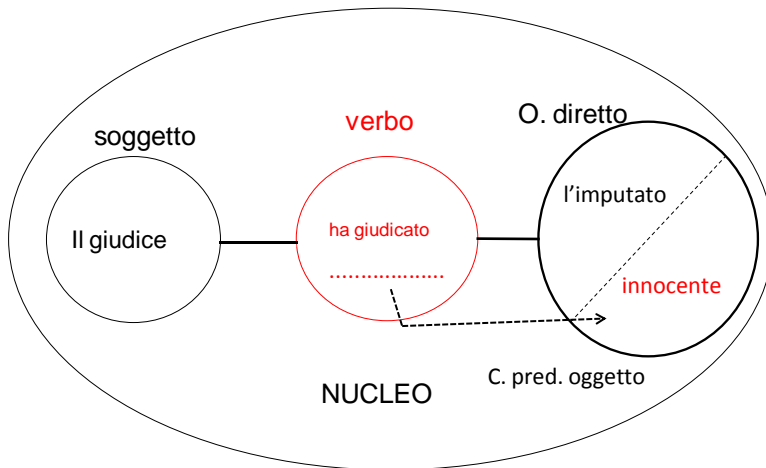 soggetto
verbo
O. diretto
Il giudice
ha giudicato
...................
l'imputato
innocente
C. pred. oggetto
NUCLEO